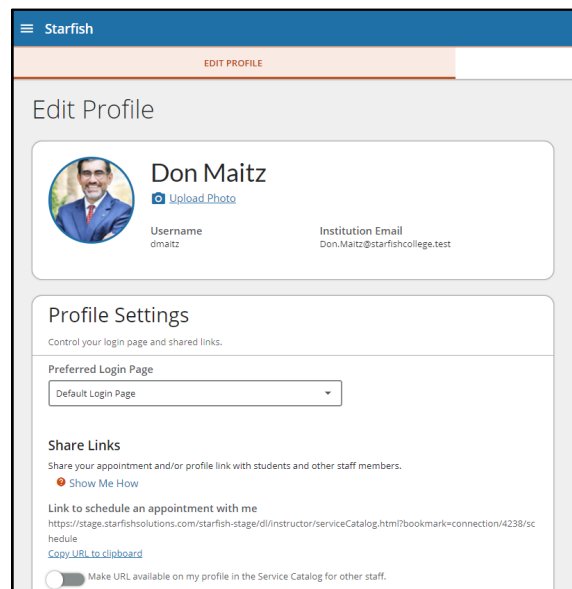 Starfish
EDIT PROFILE
Edit Profile
Don Maitz
Upload Photo
Username
Institution Email
dmaitz
Don.Maitz@starfishcollege.test
Profile Settings
Control your login page and shared links.
Preferred Login Page
Default Login Page
Share Links
Share your appointment and/or profile link with students and other staff members.
? Show Me How
Link to schedule an appointment with me
https://stage.starfishsolutions.com/starfish-stage/dl/instructor/serviceCatalog.html?bookmark=connection/4238/sc
hedule
Copy URL to clipboard
Make URL available on my profile in the Service Catalog for other staff.